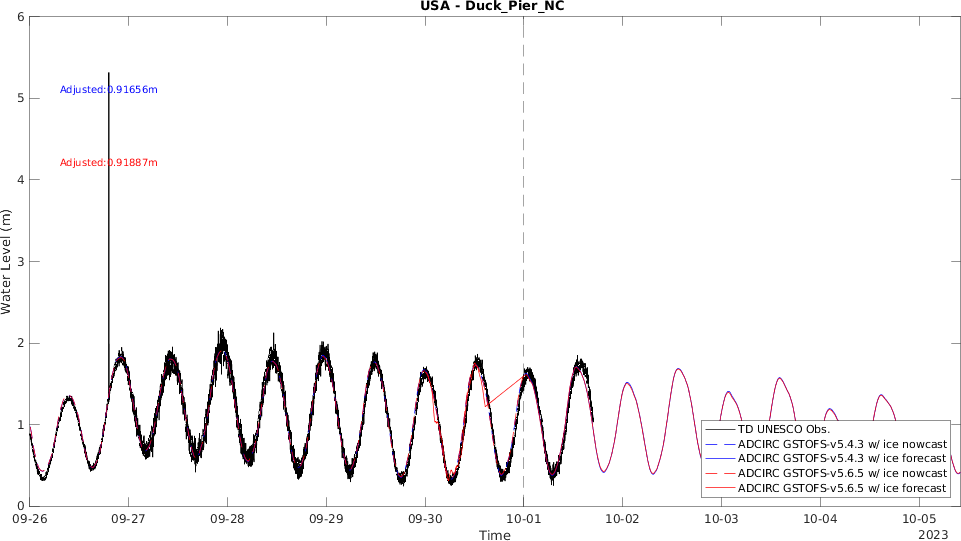 USA - Duck_Pier_NC
6
5
4
3
2
1
0
Water Level (m)
Adjusted:0.91656m
Adjusted:0.91887m
TD UNESCO Obs.
ADCIRC GSTOFS-v5.4.3 w/ ice nowcast
ADCIRC GSTOFS-v5.4.3 w/ ice forecast
ADCIRC GSTOFS-v5.6.5 w/ ice nowcast
ADCIRC GSTOFS-v5.6.5 w/ ice forecast
09-26 09-27 09-28 09-29 09-30 10-01 10-02 10-03 10-04 10-05
Time
2023